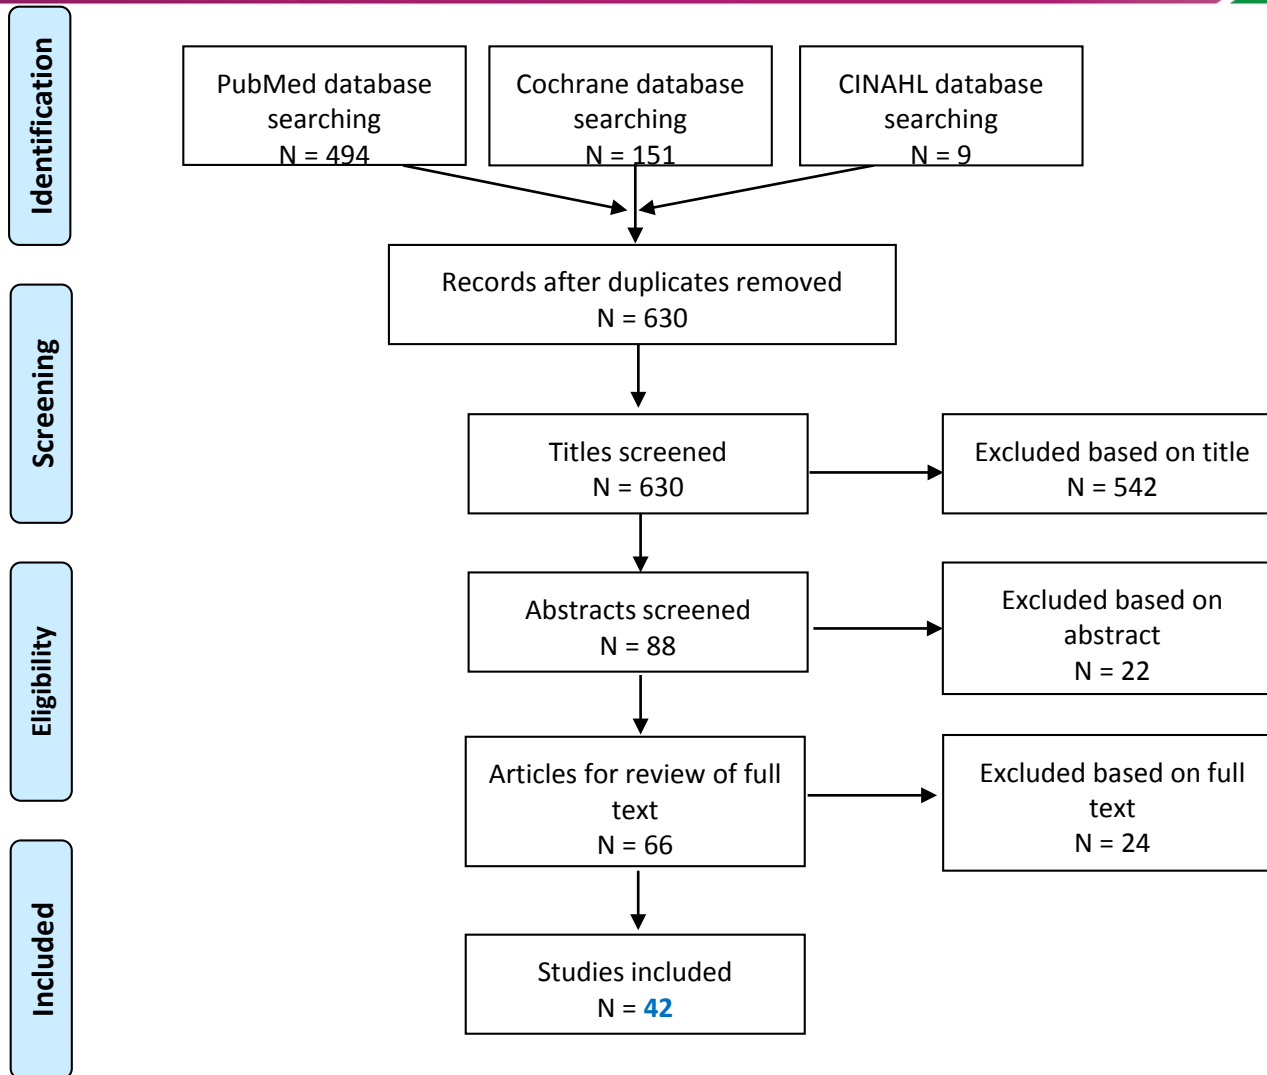 Identification
PubMed database
searching
N = 494
Cochrane database
searching
N = 151
CINAHL database
searching
N = 9
Records after duplicates removed
N = 630
Screening
Titles screened
N = 630
Excluded based on title
N = 542
Eligibility
Abstracts screened
N = 88
Excluded based on
abstract
N = 22
Articles for review of full
text
N = 66
Excluded based on full
text
N = 24
Included
Studies included
N = 42